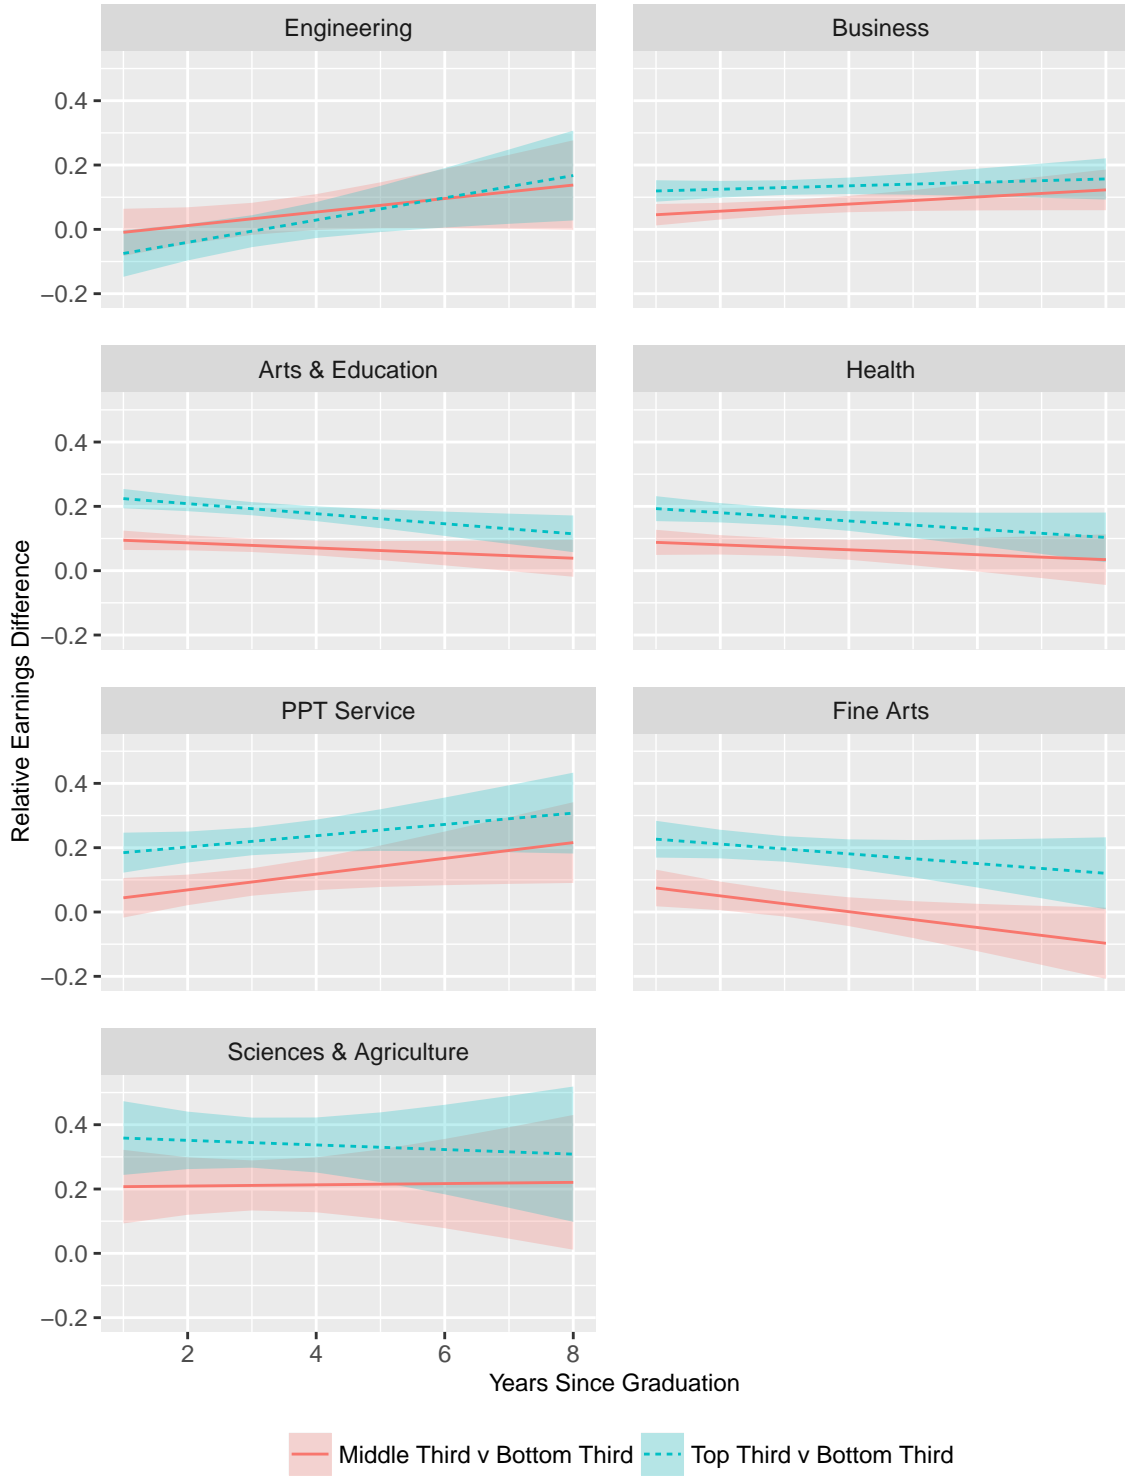 Engineering
Business
0.4
0.2
0.0
−0.2
Arts & Education
Health
0.4
0.2
0.0
−0.2
PPT Service
Fine Arts
0.4
0.2
0.0
−0.2
Sciences & Agriculture
0.4
0.2
0.0
−0.2
2 4 6 8
Relative Earnings Difference
Years Since Graduation
Middle Third v Bottom Third Top Third v Bottom Third